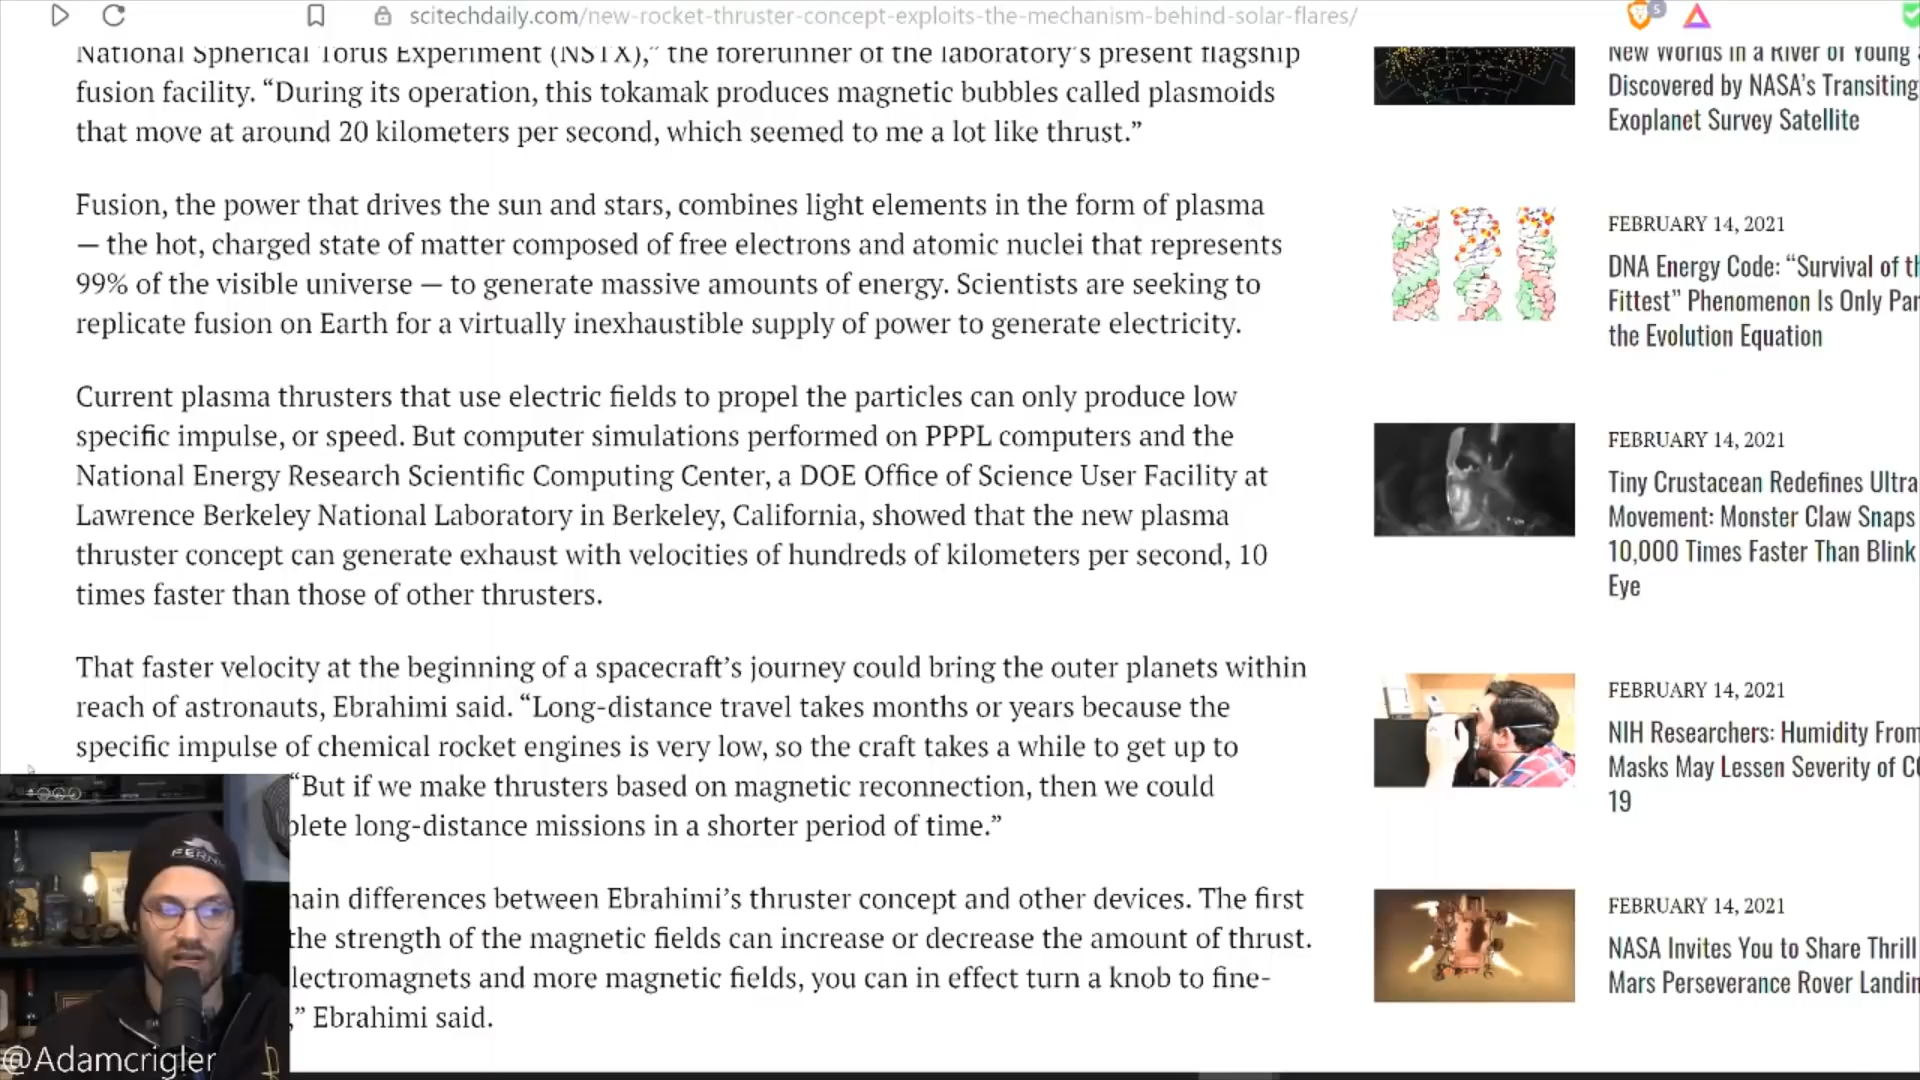 scitechdaily.com/new-rocket-thruster-concept-exploits-the-mechanism-behind-solar-flares/
5
National Spherical Torus Experiment (NSTX),” the forerunner of the laboratory’s present flagship
fusion facility. “During its operation, this tokamak produces magnetic bubbles called plasmoids
that move at around 20 kilometers per second, which seemed to me a lot like thrust.”
Fusion, the power that drives the sun and stars, combines light elements in the form of plasma
— the hot, charged state of matter composed of free electrons and atomic nuclei that represents
99% of the visible universe — to generate massive amounts of energy. Scientists are seeking to
replicate fusion on Earth for a virtually inexhaustible supply of power to generate electricity.
Current plasma thrusters that use electric fields to propel the particles can only produce low
specific impulse, or speed. But computer simulations performed on PPPL computers and the
National Energy Research Scientific Computing Center, a DOE Office of Science User Facility at
Lawrence Berkeley National Laboratory in Berkeley, California, showed that the new plasma
thruster concept can generate exhaust with velocities of hundreds of kilometers per second, 10
times faster than those of other thrusters.
That faster velocity at the beginning of a spacecraft’s journey could bring the outer planets within
reach of astronauts, Ebrahimi said. “Long-distance travel takes months or years because the
specific impulse of chemical rocket engines is very low, so the craft takes a while to get up to
“But if we make thrusters based on magnetic reconnection, then we could
plete long-distance missions in a shorter period of time.”
main differences between Ebrahimi’s thruster concept and other devices. The first
the strength of the magnetic fields can increase or decrease the amount of thrust.
lectromagnets and more magnetic fields, you can in effect turn a knob to fine-
,” Ebrahimi said.
New Worlds in a River of Young
Discovered by NASA’s Transiting
Exoplanet Survey Satellite
FEBRUARY 14, 2021
DNA Energy Code: “Survival of th
Fittest” Phenomenon Is Only Par
the Evolution Equation
FEBRUARY 14, 2021
Tiny Crustacean Redefines Ultra
Movement: Monster Claw Snaps
10,000 Times Faster Than Blink
Eye
FEBRUARY 14, 2021
NIH Researchers: Humidity From
Masks May Lessen Severity of CO
19
FEBRUARY 14, 2021
NASA Invites You to Share Thrill
Mars Perseverance Rover Landin
@Adamcrigler